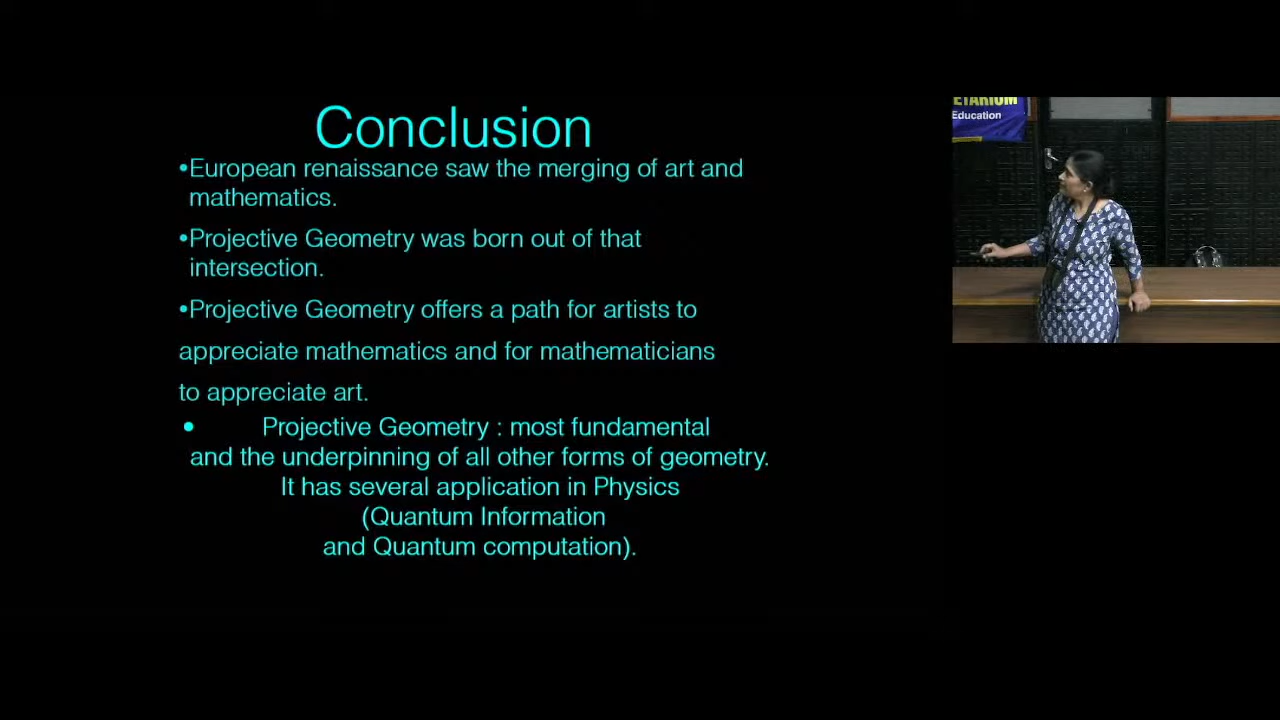 Conclusion
•European renaissance saw the merging of art and
mathematics.
•Projective Geometry was born out of that
intersection.
•Projective Geometry offers a path for artists to
appreciate mathematics and for mathematicians
to appreciate art.
• Projective Geometry : most fundamental
and the underpinning of all other forms of geometry.
It has several application in Physics
(Quantum Information
and Quantum computation).
ETARIUM
Education